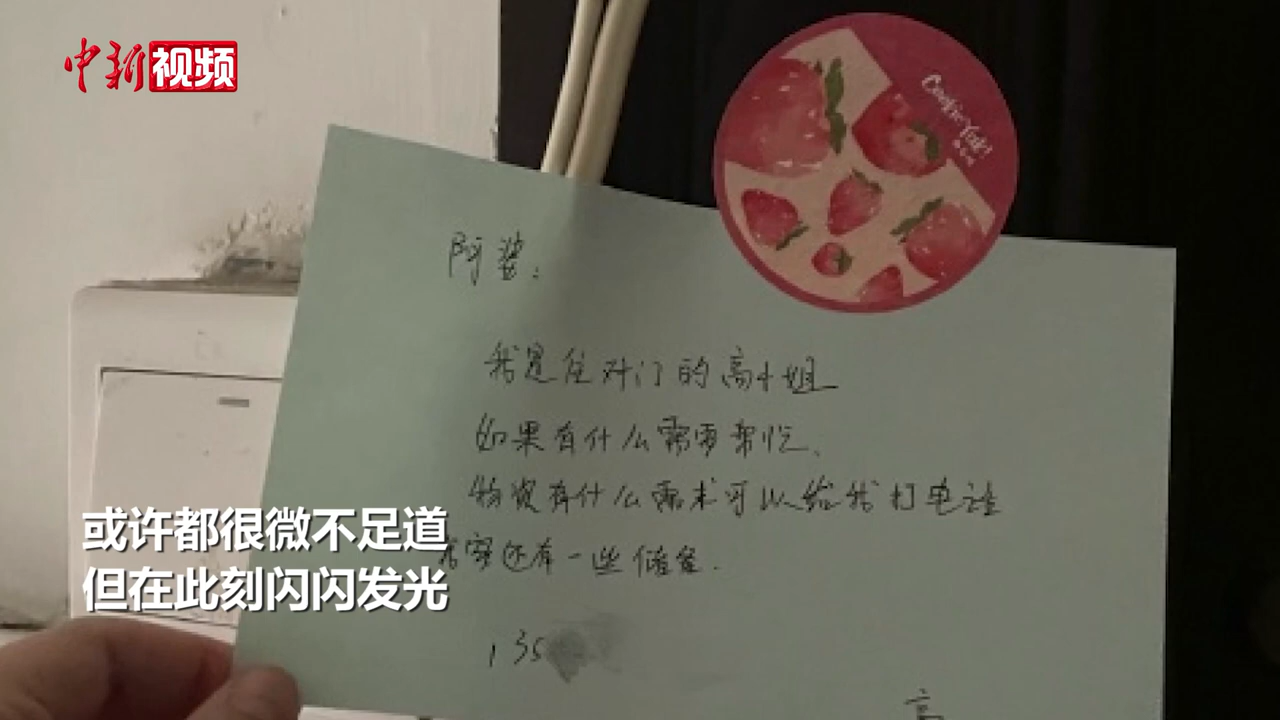 中新视频
Cookie Yuki
阿婆：
我是住对门的高小姐
如果有什么需要帮忙、
物资有什么需求可以给我打电话
我家还有一些储备.
135
高
或许都很微不足道
但在此刻闪闪发光